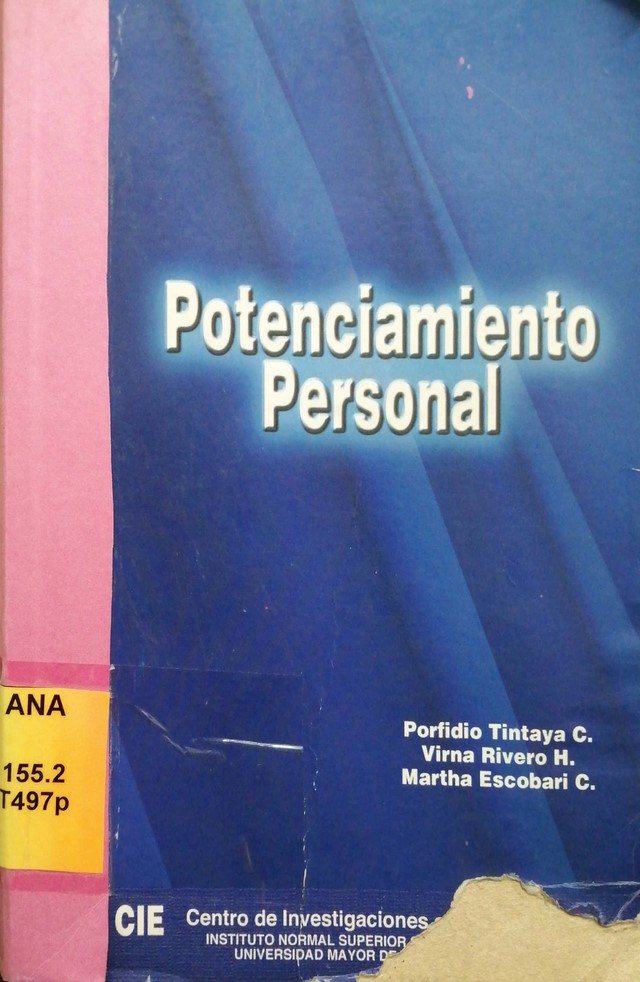 Potenciamiento
Personal
Porfidio Tintaya C.
Virna Rivero H.
Martha Escobari C.
ANA
155.2
T497p
CIE
Centro de Investigaciones
INSTITUTO NORMAL SUPERIOR
UNIVERSIDAD MAYOR DE